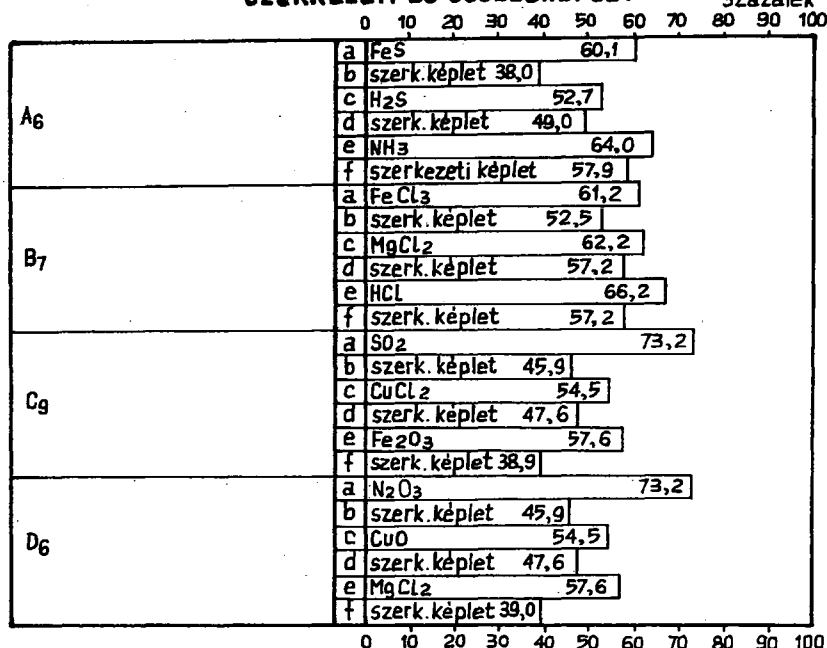 Százalék
0 10 20 30 40 50 60 70 80 90 100
A6
a FeS 60,1
b szerk.képlet 38,0
c H2S 52,7
d szerk.képlet 49,0
e NH3 64,0
f szerkezeti képlet 57,9
B7
a FeCl3 61,2
b szerk.képlet 52,5
c MgCl2 62,2
d szerk.képlet 57,2
e HCl 66,2
f szerk.képlet 57,2
C9
a SO2 73,2
b szerk.képlet 45,9
c CuCl2 54,5
d szerk.képlet 47,6
e Fe2O3 57,6
f szerk.képlet 38,9
D6
a N2O3 73,2
b szerk.képlet 45,9
c CuO 54,5
d szerk.képlet 47,6
e MgCl2 57,6
f szerk.képlet 39,0
0 10 20 30 40 50 60 70 80 90 100